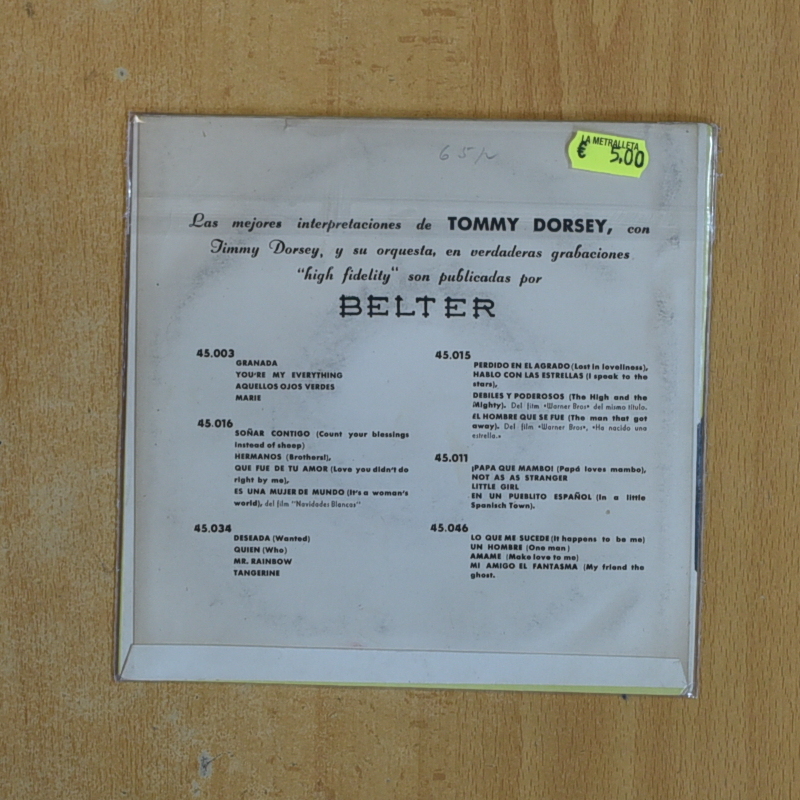 65/2
LA METRALLETA
€ 5,00
Las mejores interpretaciones de TOMMY DORSEY, con
Jimmy Dorsey, y su orquesta, en verdaderas grabaciones
"high fidelity" son publicadas por
BELTER
45.003
GRANADA
YOU'RE MY EVERYTHING
AQUELLOS OJOS VERDES
MARIE
45.016
SOÑAR CONTIGO (Count your blessings
instead of sheep)
HERMANOS (Brothers!),
QUE FUE DE TU AMOR (Love you didn't do
right by me),
ES UNA MUJER DE MUNDO (It's a woman's
world), del film "Navidades Blancas"
45.034
DESEADA (Wanted)
QUIEN (Who)
MR. RAINBOW
TANGERINE
45.015
PERDIDO EN EL AGRADO (Lost in loveliness),
HABLO CON LAS ESTRELLAS (I speak to the
stars),
DEBILES Y PODEROSOS (The High and the
Mighty). Del film «Warner Bros» del mismo título.
EL HOMBRE QUE SE FUE (The man that got
away). Del film «Warner Bros», «Ha nacido una
estrella.»
45.011
¡PAPA QUE MAMBO! (Papá loves mambo),
NOT AS AS STRANGER
LITTLE GIRL
EN UN PUEBLITO ESPAÑOL (In a little
Spanisch Town).
45.046
LO QUE ME SUCEDE (It happens to be me)
UN HOMBRE (One man)
AMAME (Make love to me)
MI AMIGO EL FANTASMA (My friend the
ghost.